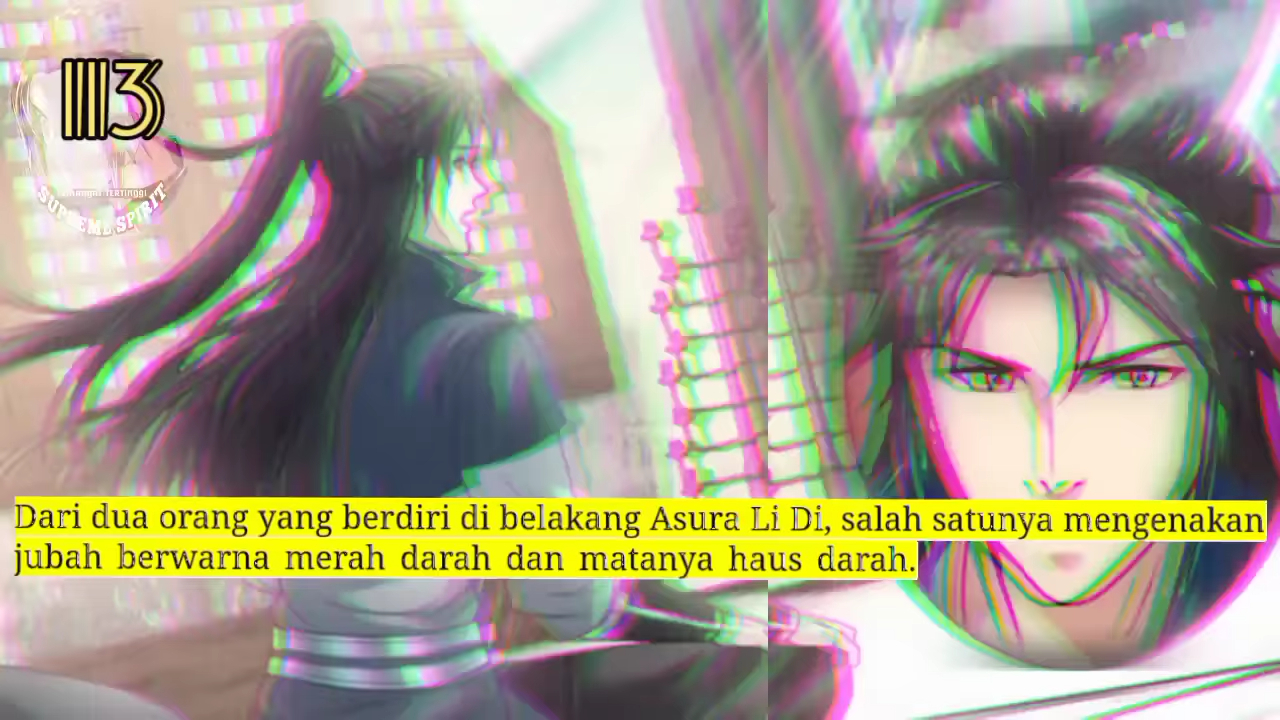 113
SUPREME SPIRIT
Dari dua orang yang berdiri di belakang Asura Li Di, salah satunya mengenakan
jubah berwarna merah darah dan matanya haus darah.